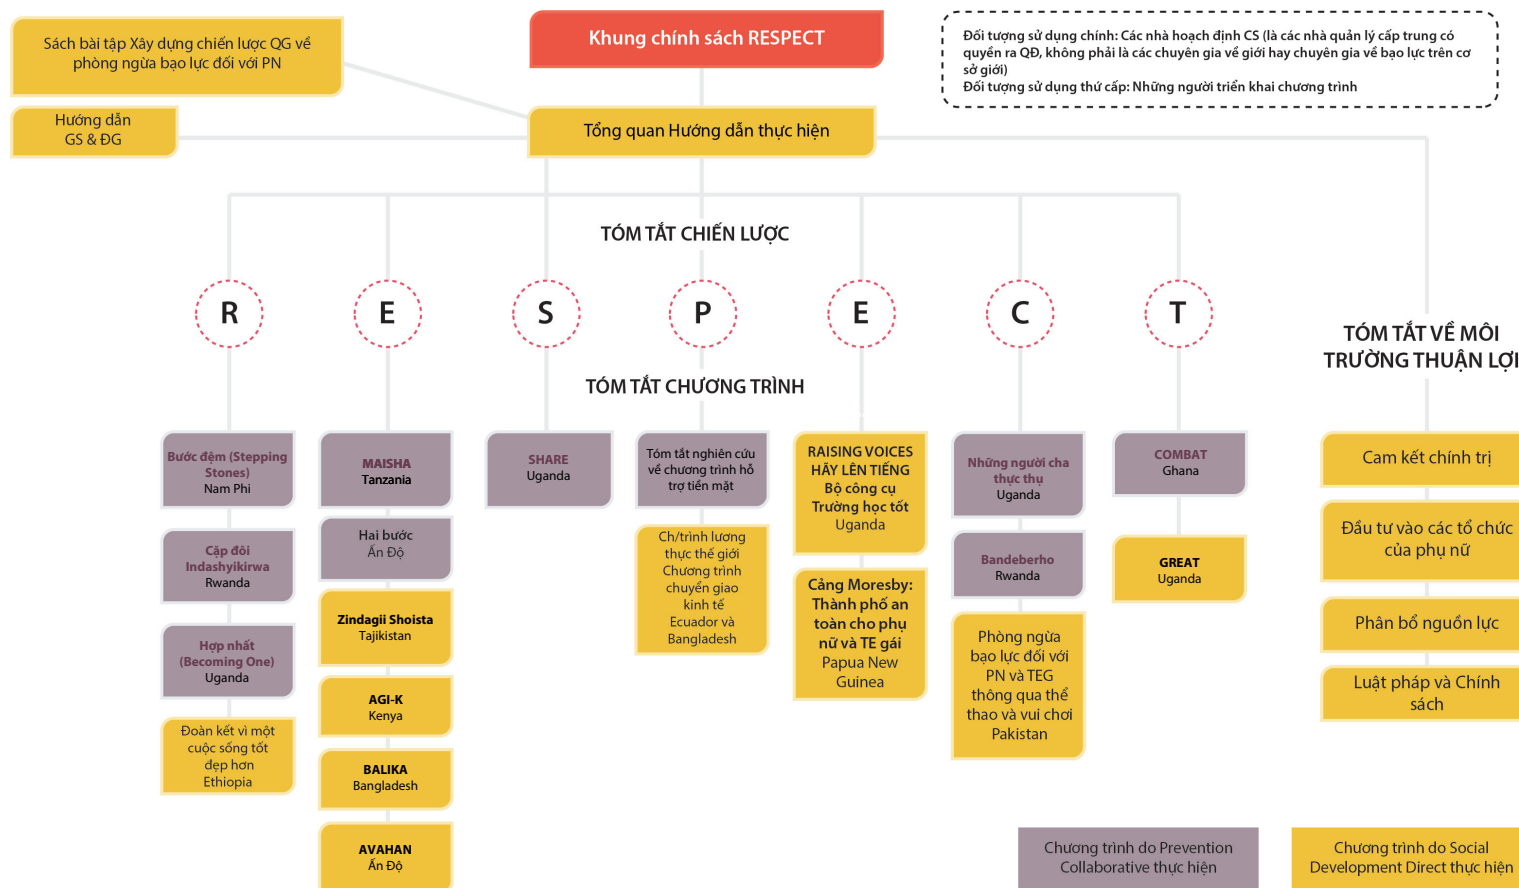 Sách bài tập Xây dựng chiến lược QG về
phòng ngừa bạo lực đối với PN
Khung chính sách RESPECT
Đối tượng sử dụng chính: Các nhà hoạch định CS (là các nhà quản lý cấp trung có
quyền ra QĐ, không phải là các chuyên gia về giới hay chuyên gia về bạo lực trên cơ
sở giới)
Đối tượng sử dụng thứ cấp: Những người triển khai chương trình
Hướng dẫn
GS & ĐG
Tổng quan Hướng dẫn thực hiện
TÓM TẮT CHIẾN LƯỢC
R
E
S
P
E
C
T
TÓM TẮT CHƯƠNG TRÌNH
Bước đệm (Stepping
Stones)
Nam Phi
Cặp đôi
Indashyikirwa
Rwanda
Hợp nhất
(Becoming One)
Uganda
Đoàn kết vì một
cuộc sống tốt
đẹp hơn
Ethiopia
MAISHA
Tanzania
Hai bước
Ấn Độ
Zindagii Shoista
Tajikistan
AGI-K
Kenya
BALIKA
Bangladesh
AVAHAN
Ấn Độ
SHARE
Uganda
Tóm tắt nghiên cứu
về chương trình hỗ
trợ tiền mặt
Ch/trình lương
thực thế giới
Chương trình
chuyển giao
kinh tế
Ecuador và
Bangladesh
RAISING VOICES
HÃY LÊN TIẾNG
Bộ công cụ
Trường học tốt
Uganda
Cảng Moresby:
Thành phố an
toàn cho phụ
nữ và TE gái
Papua New
Guinea
Những người cha
thực thụ
Uganda
Bandeberho
Rwanda
Phòng ngừa
bạo lực đối với
PN và TEG
thông qua thể
thao và vui chơi
Pakistan
COMBAT
Ghana
GREAT
Uganda
TÓM TẮT VỀ MÔI
TRƯỜNG THUẬN LỢI
Cam kết chính trị
Đầu tư vào các tổ chức
của phụ nữ
Phân bổ nguồn lực
Luật pháp và Chính
sách
Chương trình do Prevention
Collaborative thực hiện
Chương trình do Social
Development Direct thực hiện